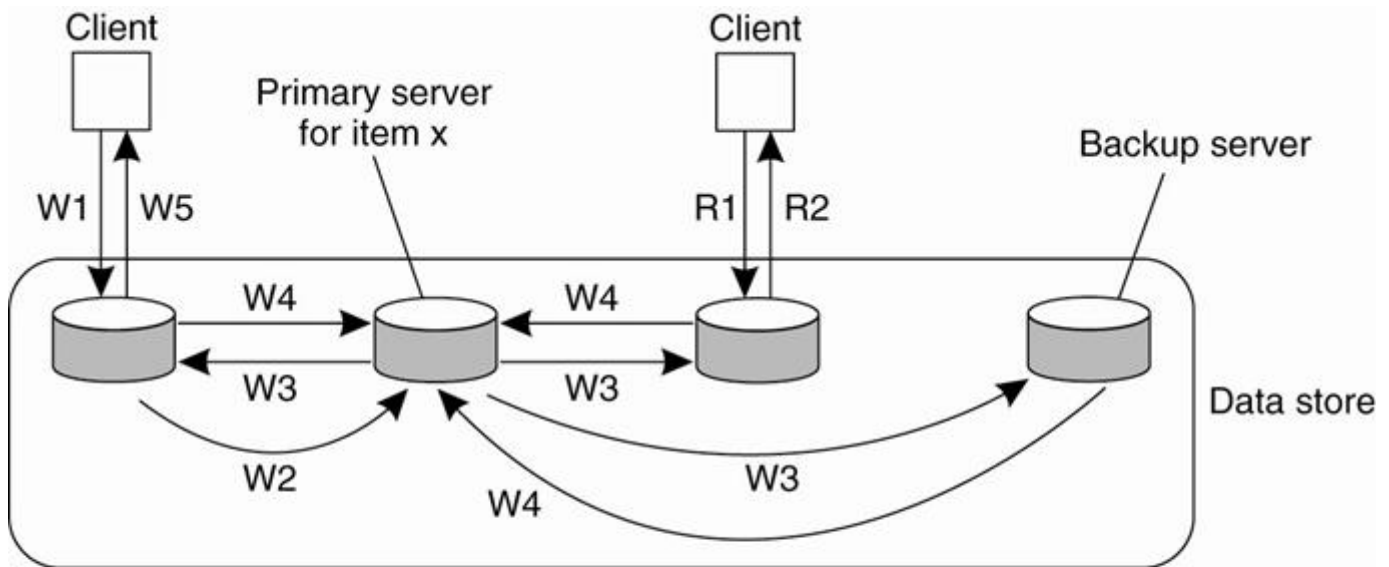 Client
Client
Primary server
for item x
Backup server
W1
W5
R1
R2
W4
W4
W3
W3
Data store
W2
W3
W4